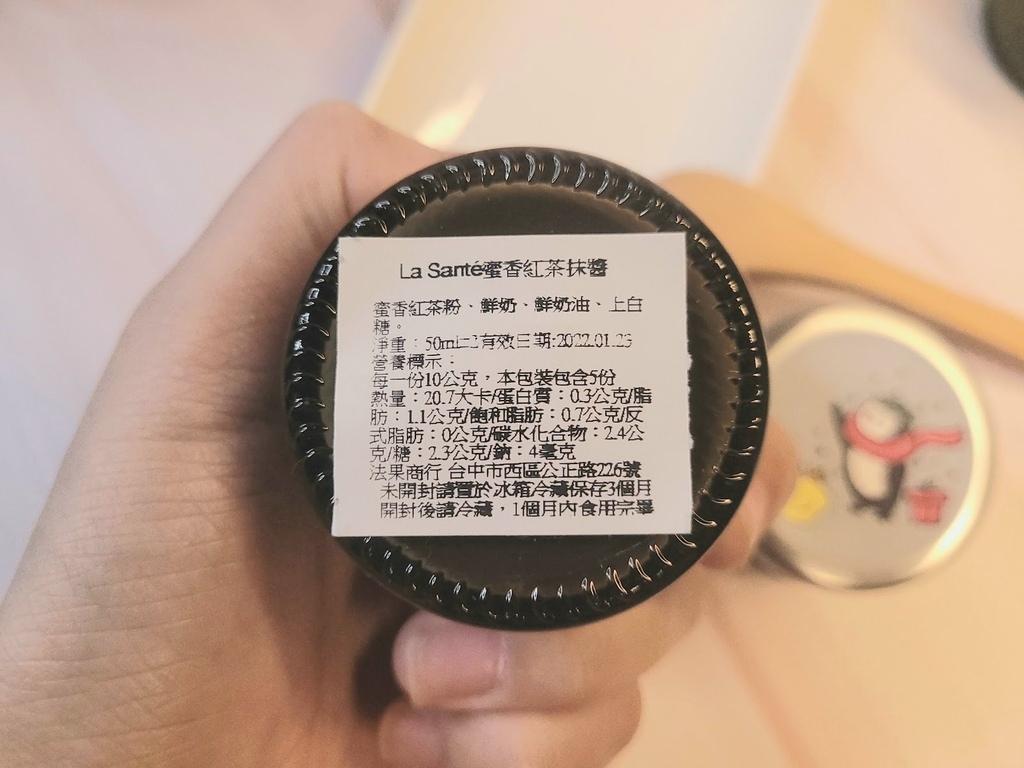 La Santé蜜香紅茶抹醬
蜜香紅茶粉、鮮奶、鮮奶油、上白
糖。
淨重：50ml±2有效日期:2022.01.23
營養標示：
每一份10公克，本包裝包含5份
熱量：20.7大卡/蛋白質：0.3公克/脂
肪：1.1公克/飽和脂肪：0.7公克/反
式脂肪：0公克/碳水化合物：2.4公
克/糖：2.3公克/鈉：4毫克
法果商行 台中市西區公正路226號
未開封請置於冰箱冷藏保存3個月
開封後請冷藏，1個月內食用完畢